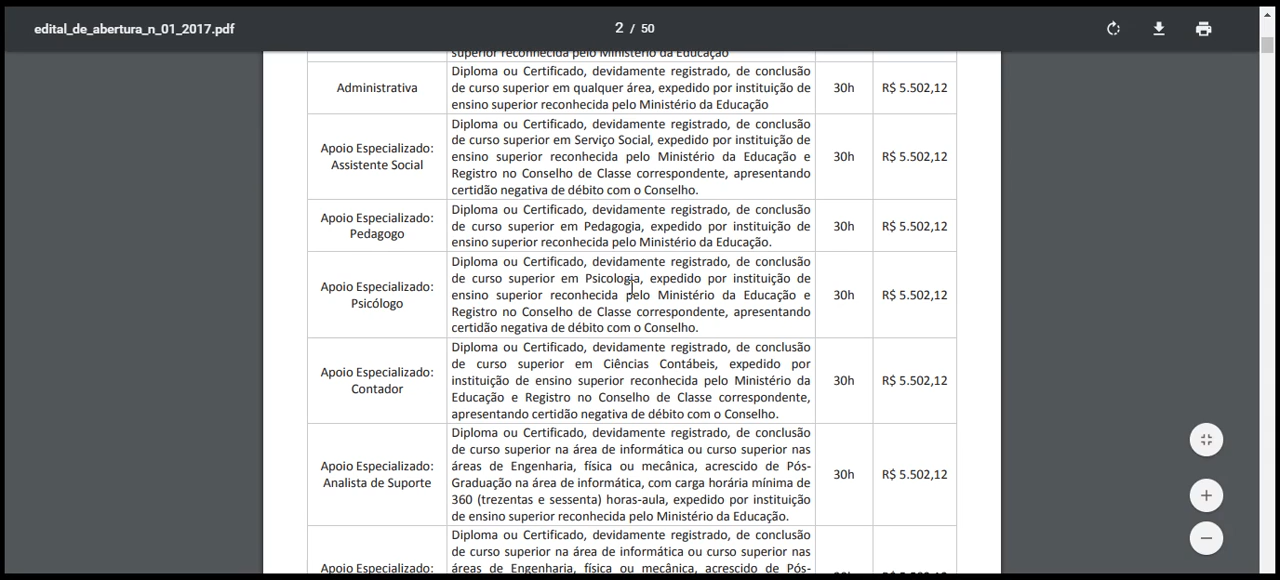 edital_de_abertura_n_01_2017.pdf
2 / 50
superior reconhecida pelo Ministério da Educação
Administrativa
Diploma ou Certificado, devidamente registrado, de conclusão
de curso superior em qualquer área, expedido por instituição de
ensino superior reconhecida pelo Ministério da Educação
30h
R$ 5.502,12
Apoio Especializado:
Assistente Social
Diploma ou Certificado, devidamente registrado, de conclusão
de curso superior em Serviço Social, expedido por instituição de
ensino superior reconhecida pelo Ministério da Educação e
Registro no Conselho de Classe correspondente, apresentando
certidão negativa de débito com o Conselho.
30h
R$ 5.502,12
Apoio Especializado:
Pedagogo
Diploma ou Certificado, devidamente registrado, de conclusão
de curso superior em Pedagogia, expedido por instituição de
ensino superior reconhecida pelo Ministério da Educação.
30h
R$ 5.502,12
Apoio Especializado:
Psicólogo
Diploma ou Certificado, devidamente registrado, de conclusão
de curso superior em Psicologia, expedido por instituição de
ensino superior reconhecida pelo Ministério da Educação e
Registro no Conselho de Classe correspondente, apresentando
certidão negativa de débito com o Conselho.
30h
R$ 5.502,12
Apoio Especializado:
Contador
Diploma ou Certificado, devidamente registrado, de conclusão
de curso superior em Ciências Contábeis, expedido por
instituição de ensino superior reconhecida pelo Ministério da
Educação e Registro no Conselho de Classe correspondente,
apresentando certidão negativa de débito com o Conselho.
30h
R$ 5.502,12
Apoio Especializado:
Analista de Suporte
Diploma ou Certificado, devidamente registrado, de conclusão
de curso superior na área de informática ou curso superior nas
áreas de Engenharia, física ou mecânica, acrescido de Pós-
Graduação na área de informática, com carga horária mínima de
360 (trezentas e sessenta) horas-aula, expedido por instituição
de ensino superior reconhecida pelo Ministério da Educação.
30h
R$ 5.502,12
Apoio Especializado:
Diploma ou Certificado, devidamente registrado, de conclusão
de curso superior na área de informática ou curso superior nas
áreas de Engenharia, física ou mecânica, acrescido de Pós-